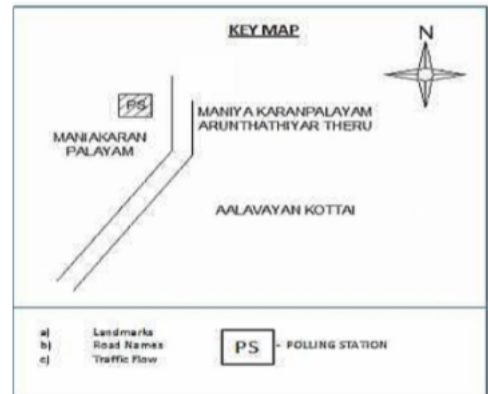 KEY MAP
N
PS
MANIYA KARANPALAYAM
ARUNTHATHIYAR THERU
MANIAKARAN
PALAYAM
AALAVAYAN KOTTAI
a) Landmarks
b) Road Names
c) Traffic Flow
PS - POLLING STATION